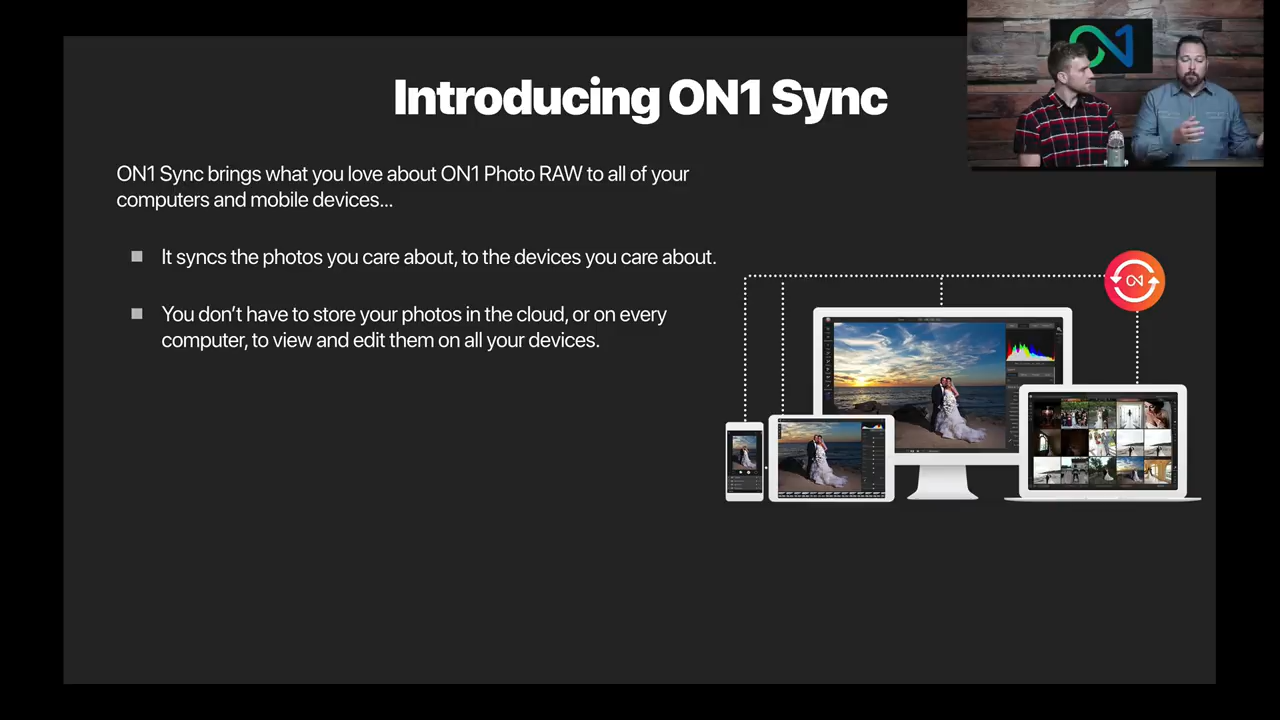 ON1
Introducing ON1 Sync
ON1 Sync brings what you love about ON1 Photo RAW to all of your
computers and mobile devices...
It syncs the photos you care about, to the devices you care about.
You don’t have to store your photos in the cloud, or on every
computer, to view and edit them on all your devices.